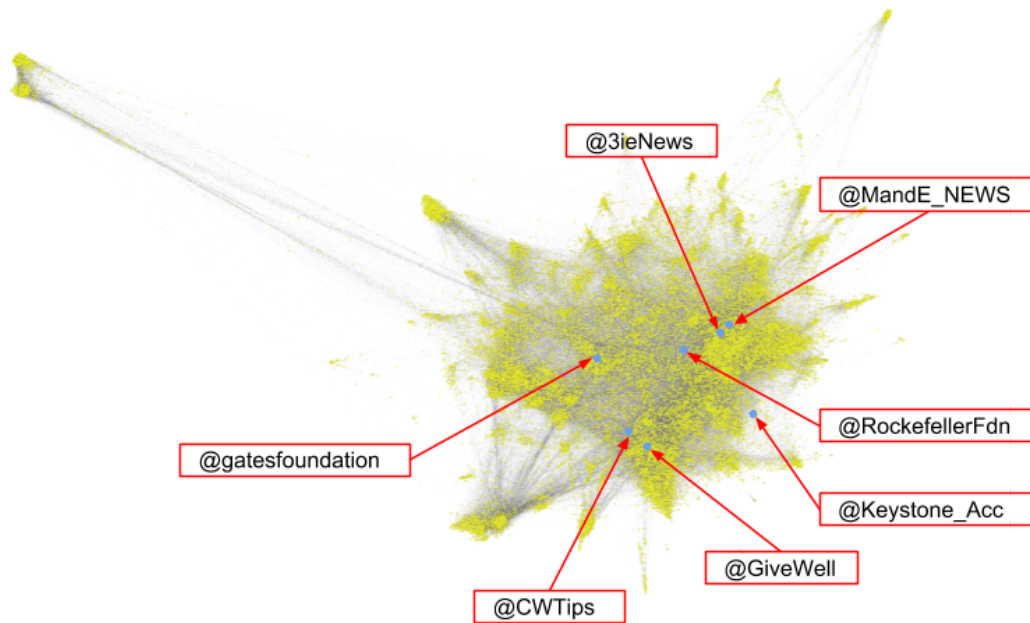 @3ieNews
@MandE_NEWS
@RockefellerFdn
@gatesfoundation
@Keystone_Acc
@GiveWell
@CWTips